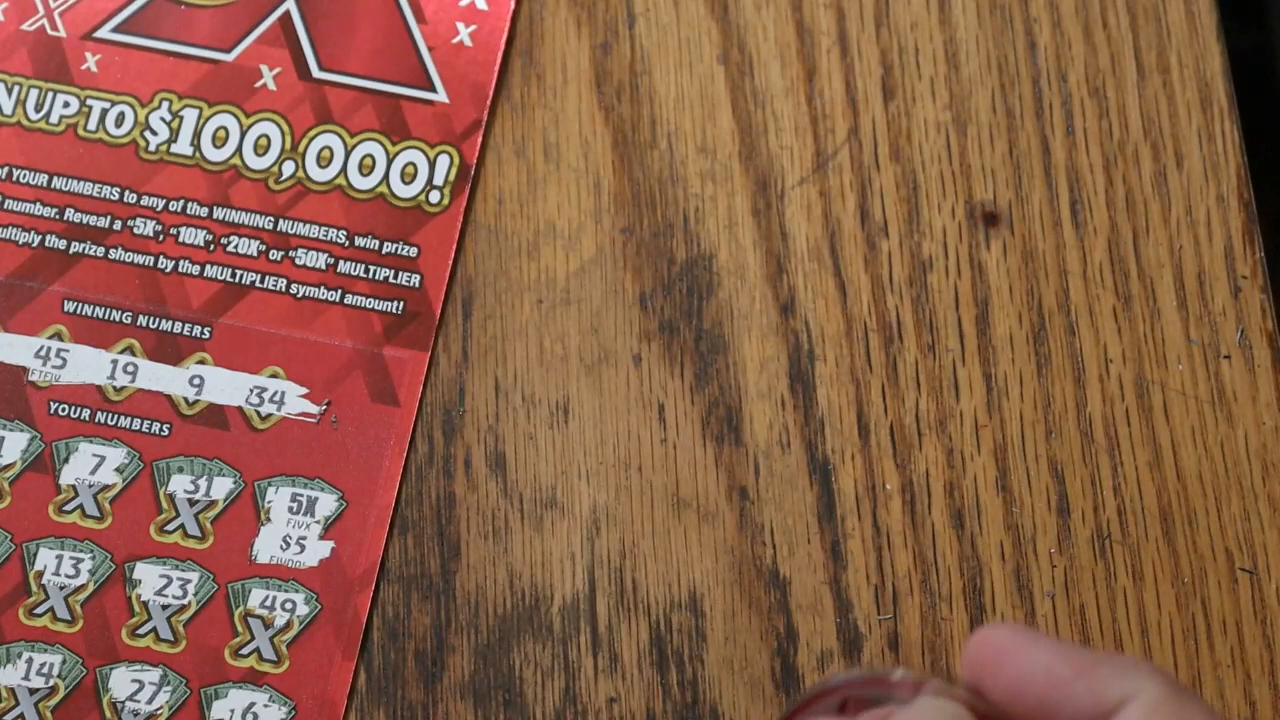 X
X X
X X
X
UP TO $100,000!
of YOUR NUMBERS to any of the WINNING NUMBERS, win prize
number. Reveal a "5X", "10X", "20X" or "50X" MULTIPLIER
the prize shown by the MULTIPLIER symbol amount!
WINNING NUMBERS
45 19 9 34
FTFIV
YOUR NUMBERS
7 31 5X
FIVX
X X $5
13 23 49
X X X
14 27
X